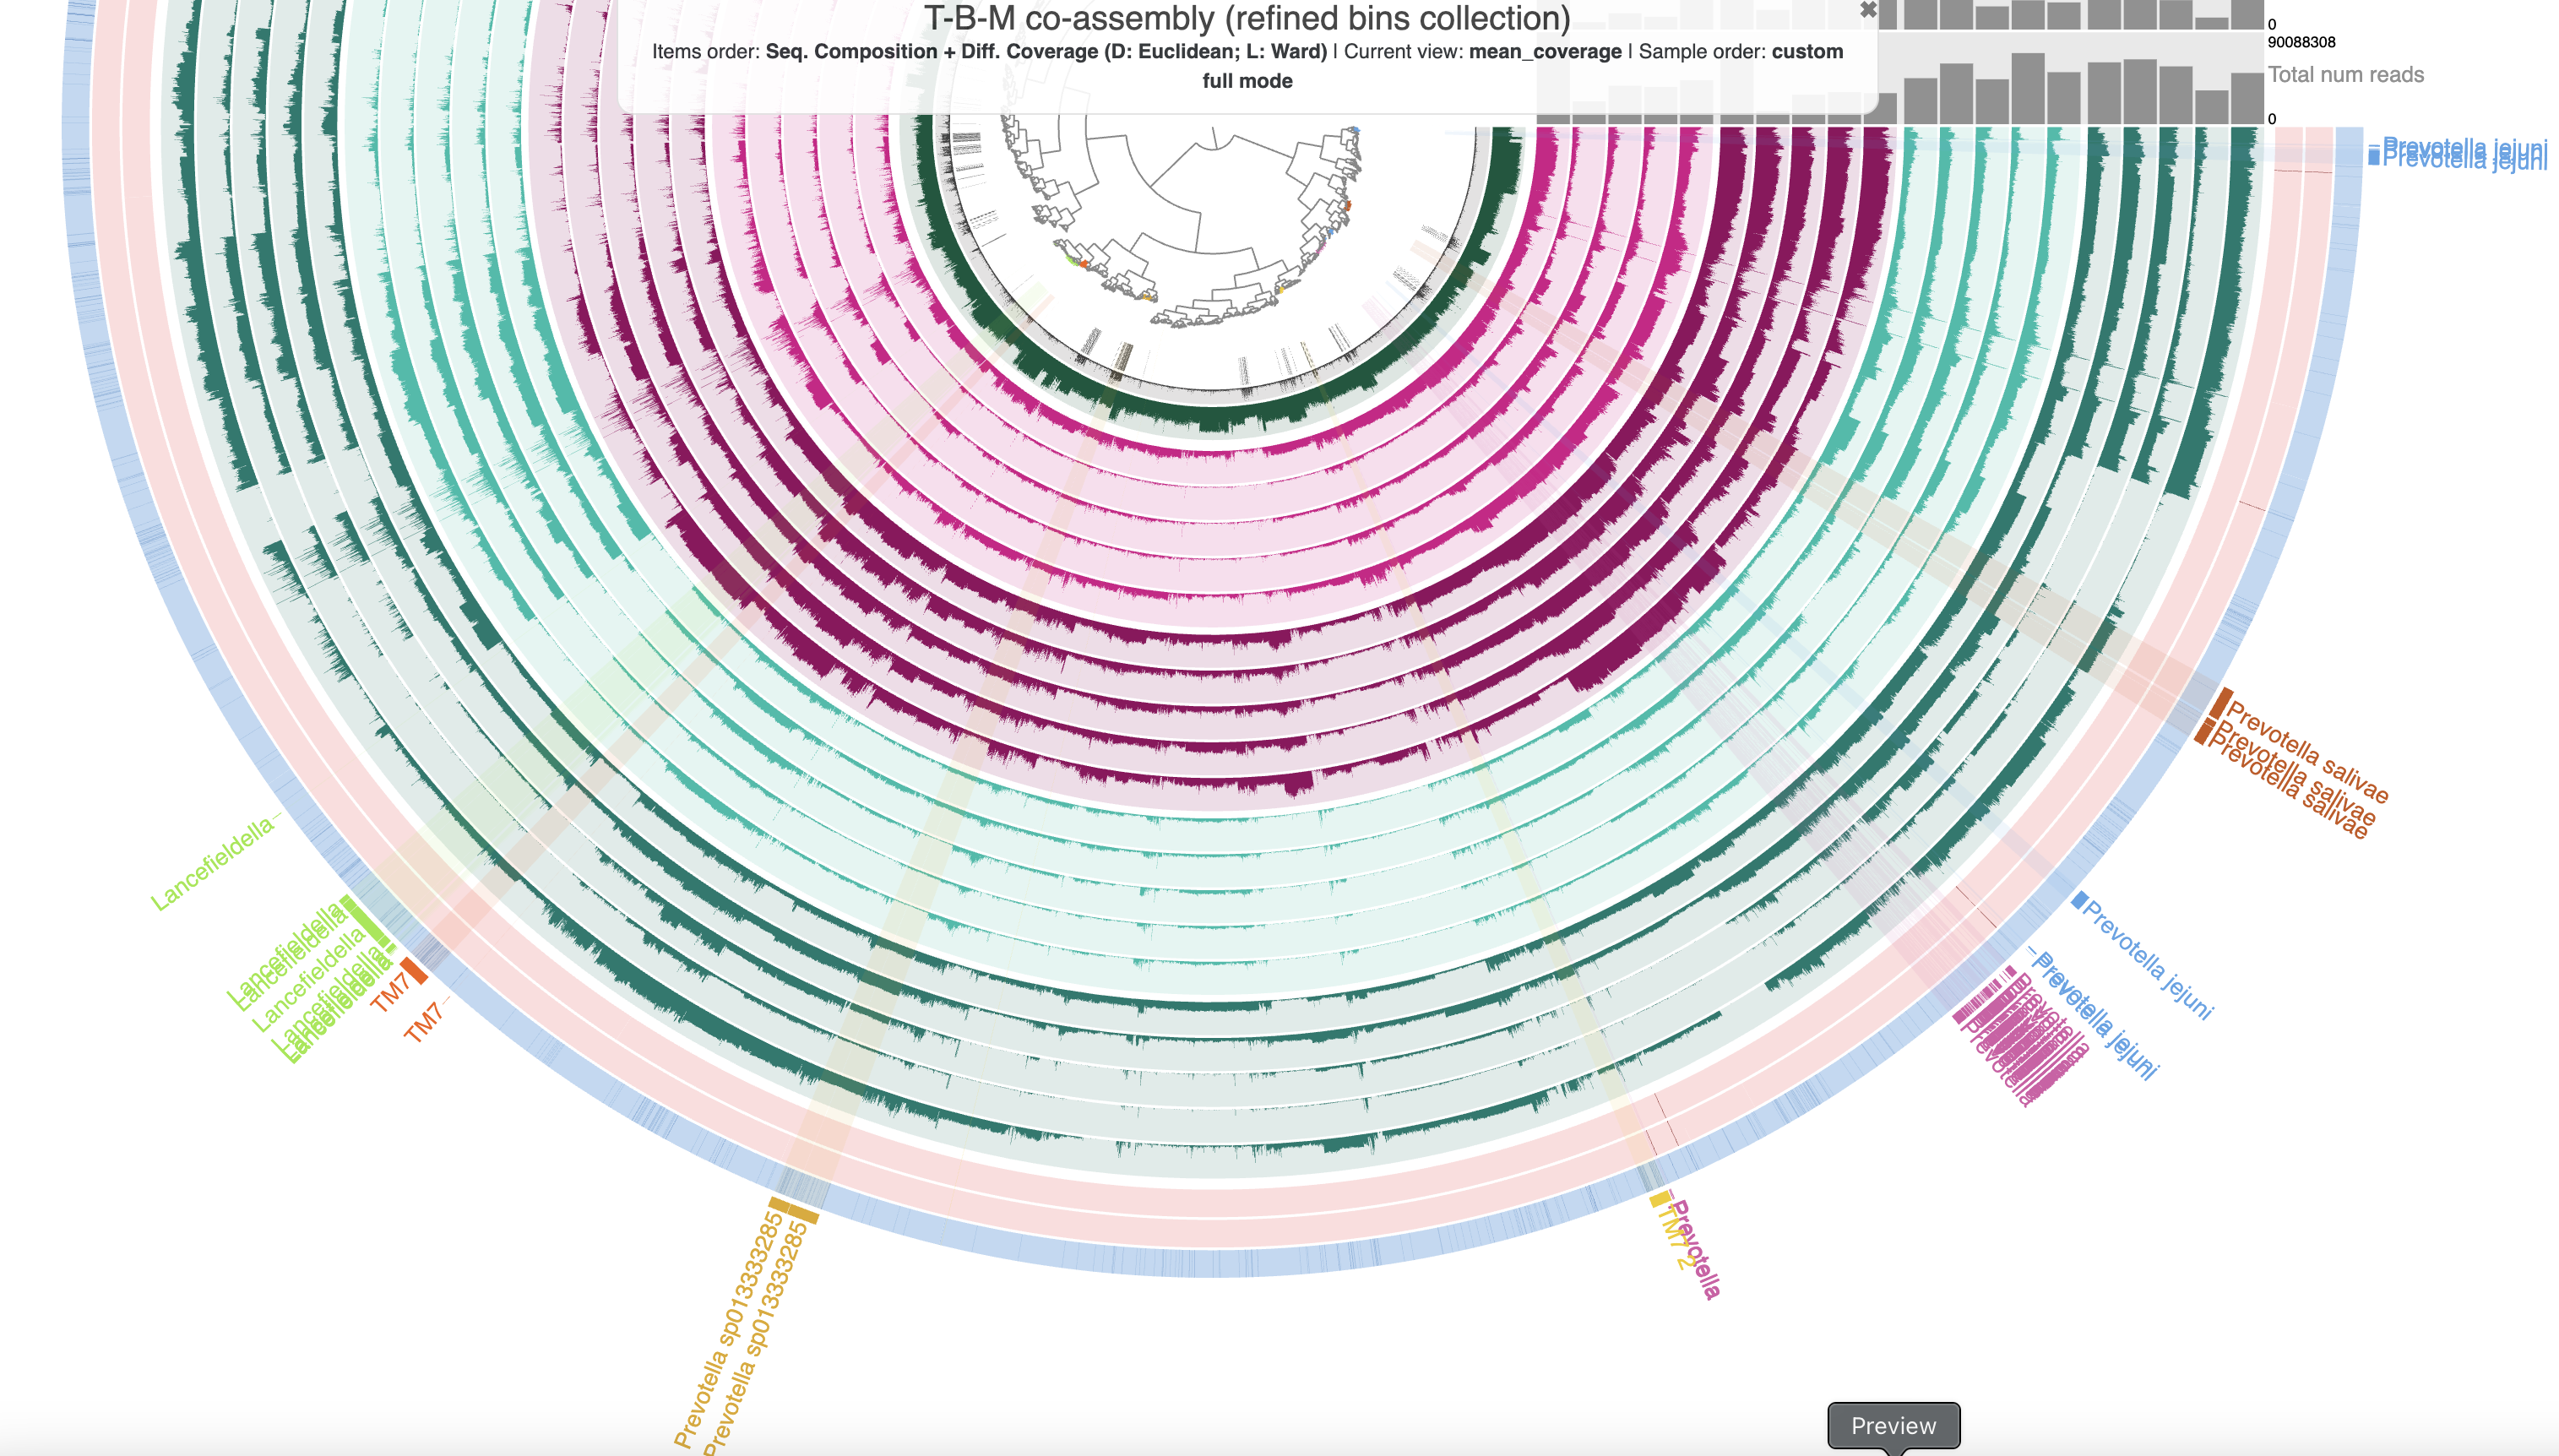 T-B-M co-assembly (refined bins collection)
Items order: Seq. Composition + Diff. Coverage (D: Euclidean; L: Ward) | Current view: mean_coverage | Sample order: custom
full mode
0
90088308
Total num reads
0
Prevotella jejuni
Prevotella jejuni
Prevotella salivae
Prevotella salivae
Prevotella salivae
Prevotella jejuni
Prevotella jejuni
Prevotella
Prevotella
Lancefieldella
Lancefieldella
Lancefieldella
Lancefieldella
Lancefieldella
Lancefieldella
TM7
TM7
Prevotella
TM7 2
Prevotella sp013333285
Prevotella sp013333285
Preview